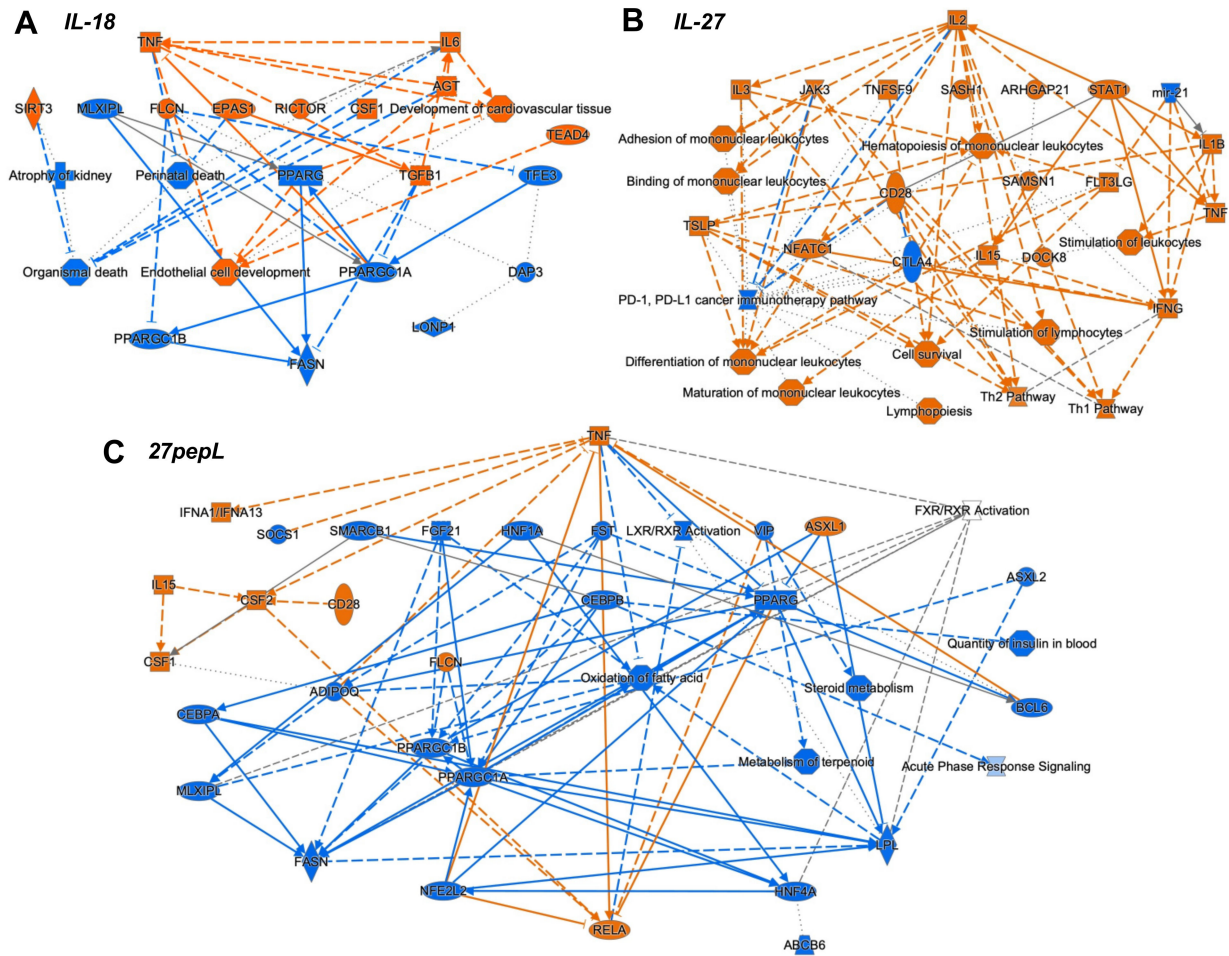 A IL-18
TNF
IL6
AGT
SIRT3
MLXIPL
FLCN
EPAS1
RICTOR
CSF1
Development of cardiovascular tissue
TEAD4
Atrophy of kidney
Perinatal death
PPARG
TGFB1
TFE3
Organismal death
Endothelial cell development
PPARGC1A
DAP3
LONP1
PPARGC1B
FASN
B IL-27
IL2
IL3
JAK3
TNFSF9
SASH1
ARHGAP21
STAT1
mir-21
Adhesion of mononuclear leukocytes
Hematopoiesis of mononuclear leukocytes
IL1B
Binding of mononuclear leukocytes
CD28
SAMSN1
FLT3LG
TSLP
TNF
NFATC1
CTLA4
IL15
DOCK8
Stimulation of leukocytes
PD-1, PD-L1 cancer immunotherapy pathway
IFNG
Stimulation of lymphocytes
Differentiation of mononuclear leukocytes
Cell survival
Maturation of mononuclear leukocytes
Lymphopoiesis
Th2 Pathway
Th1 Pathway
C 27pepL
TNF
IFNA1/IFNA13
SOCS1
SMARCB1
FGF21
HNF1A
FST
LXR/RXR Activation
VIP
ASXL1
FXR/RXR Activation
IL15
CSF2
CD28
CEBPB
PPARG
ASXL2
Quantity of insulin in blood
CSF1
FLCN
ADIPOQ
Oxidation of fatty acid
Steroid metabolism
BCL6
CEBPA
PPARGC1B
PPARGC1A
Metabolism of terpenoid
Acute Phase Response Signaling
MLXIPL
FASN
LPL
NFE2L2
HNF4A
RELA
ABCB6